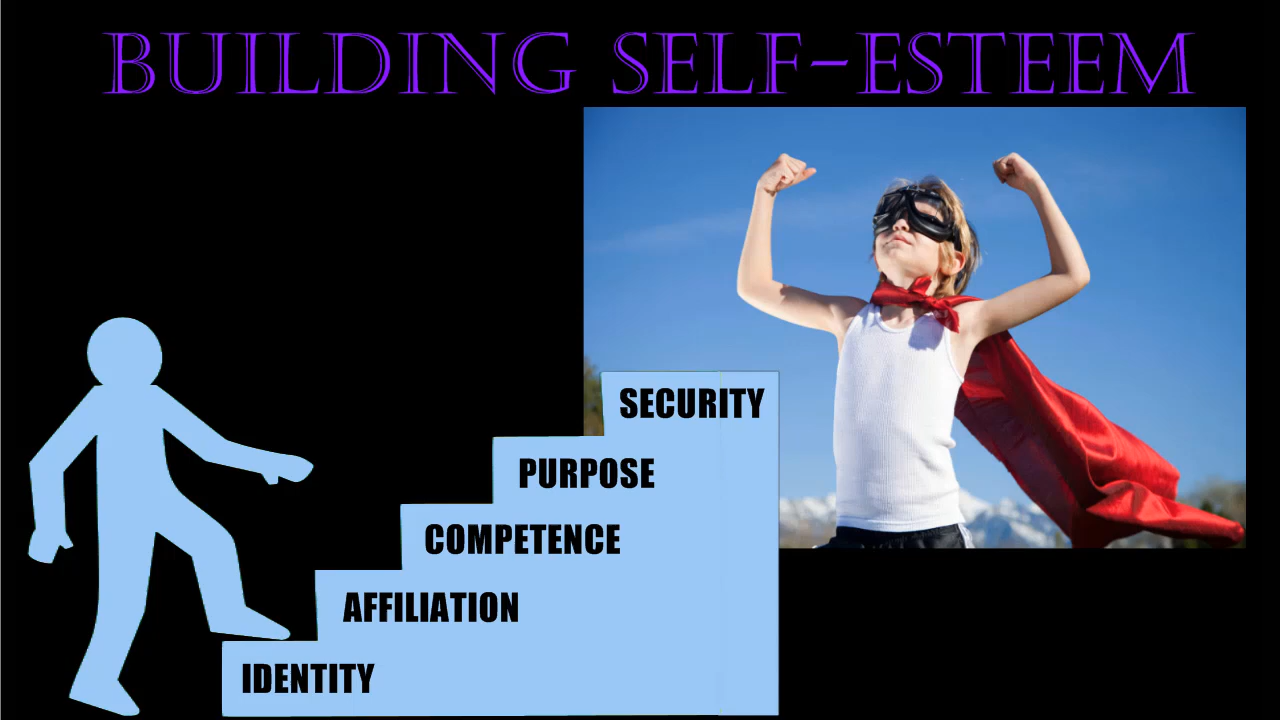 BUILDING SELF-ESTEEM
SECURITY
PURPOSE
COMPETENCE
AFFILIATION
IDENTITY